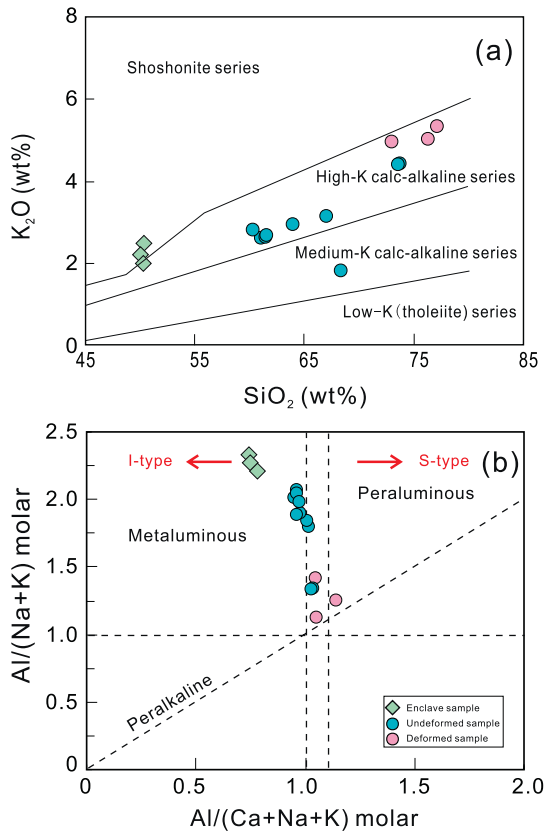 8
(a)
Shoshonite series
6
K₂O (wt%)
4
High-K calc-alkaline series
Medium-K calc-alkaline series
2
Low-K (tholeiite) series
0
45 55 65 75 85
SiO₂ (wt%)
2.5
I-type
S-type
(b)
Peraluminous
2.0
Metaluminous
Al/(Na+K) molar
1.5
1.0
Peralkaline
0.5
Enclave sample
Undeformed sample
Deformed sample
0
0 0.5 1.0 1.5 2.0
Al/(Ca+Na+K) molar